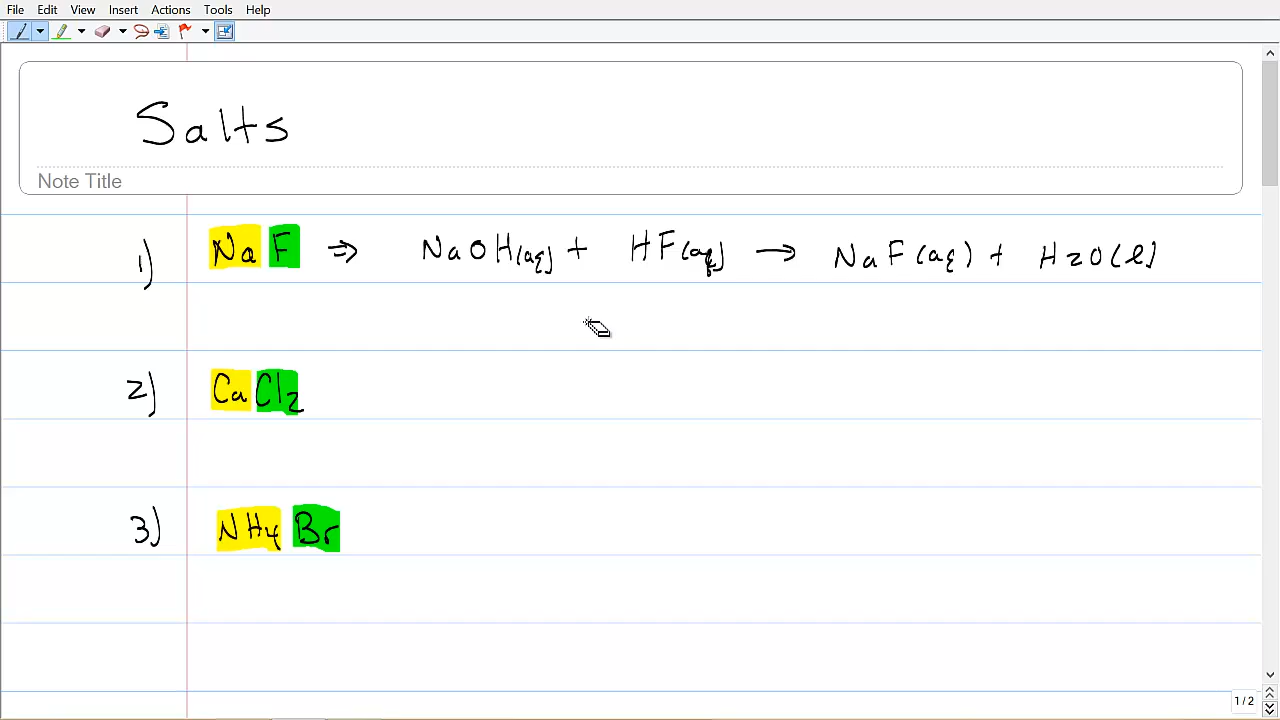 File Edit View Insert Actions Tools Help
Salts
Note Title
1) NaF ⇒ NaOH(aq) + HF(aq) → NaF(aq) + H2O(l)
2) CaCl2
3) NH4Br
1/2